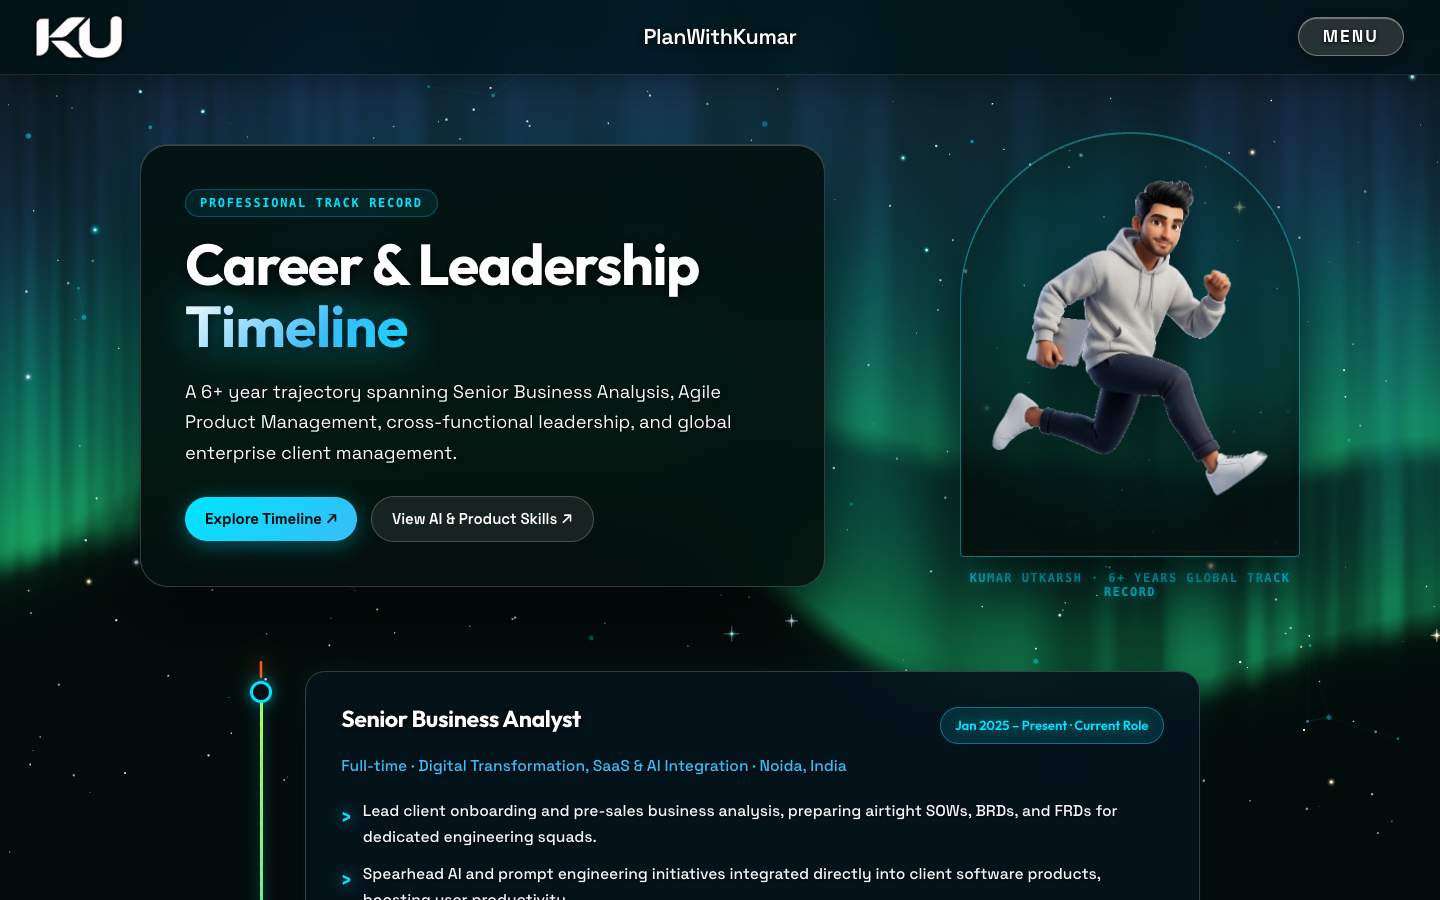 KU
PlanWithKumar
MENU
PROFESSIONAL TRACK RECORD
Career & Leadership
Timeline
A 6+ year trajectory spanning Senior Business Analysis, Agile
Product Management, cross-functional leadership, and global
enterprise client management.
Explore Timeline ↗
View AI & Product Skills ↗
KUMAR UTKARSH · 6+ YEARS GLOBAL TRACK
RECORD
Senior Business Analyst
Jan 2025 – Present · Current Role
Full-time · Digital Transformation, SaaS & AI Integration · Noida, India
> Lead client onboarding and pre-sales business analysis, preparing airtight SOWs, BRDs, and FRDs for
dedicated engineering squads.
> Spearhead AI and prompt engineering initiatives integrated directly into client software products,
boosting user productivity.